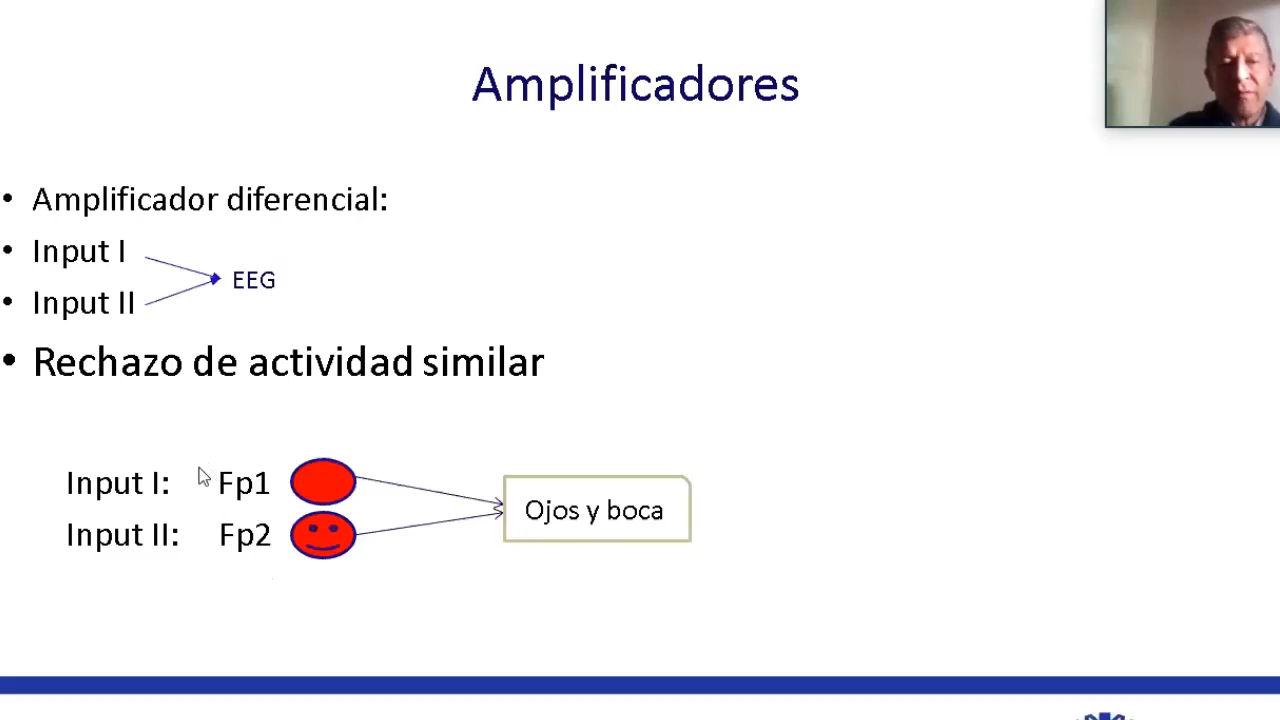 Amplificadores
• Amplificador diferencial:
• Input I
EEG
• Input II
• Rechazo de actividad similar
Input I: Fp1
Ojos y boca
Input II: Fp2